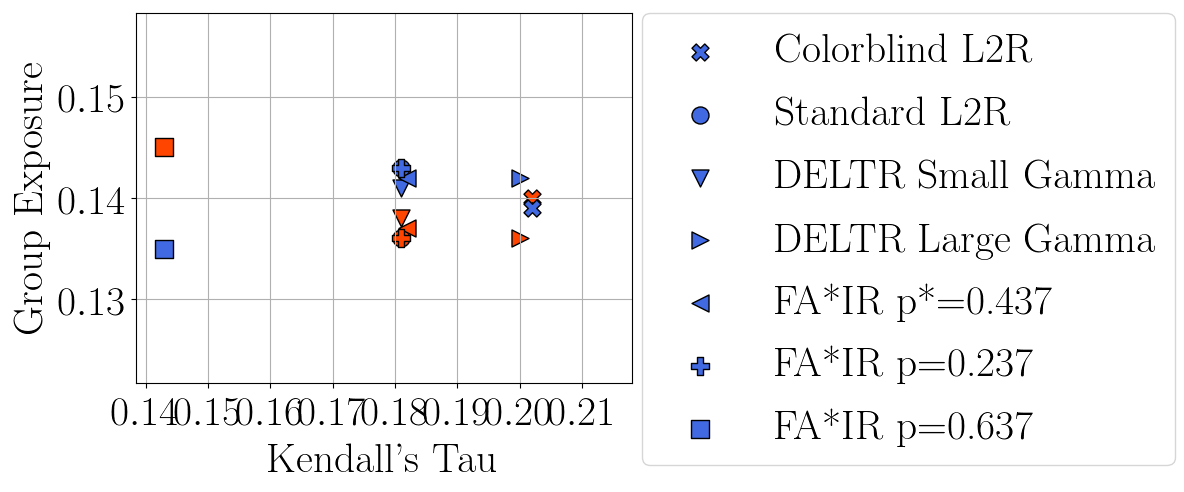 Group Exposure
0.15
0.14
0.13
0.14 0.15 0.16 0.17 0.18 0.19 0.20 0.21
Kendall's Tau
Colorblind L2R
Standard L2R
DELTR Small Gamma
DELTR Large Gamma
FA*IR p*=0.437
FA*IR p=0.237
FA*IR p=0.637